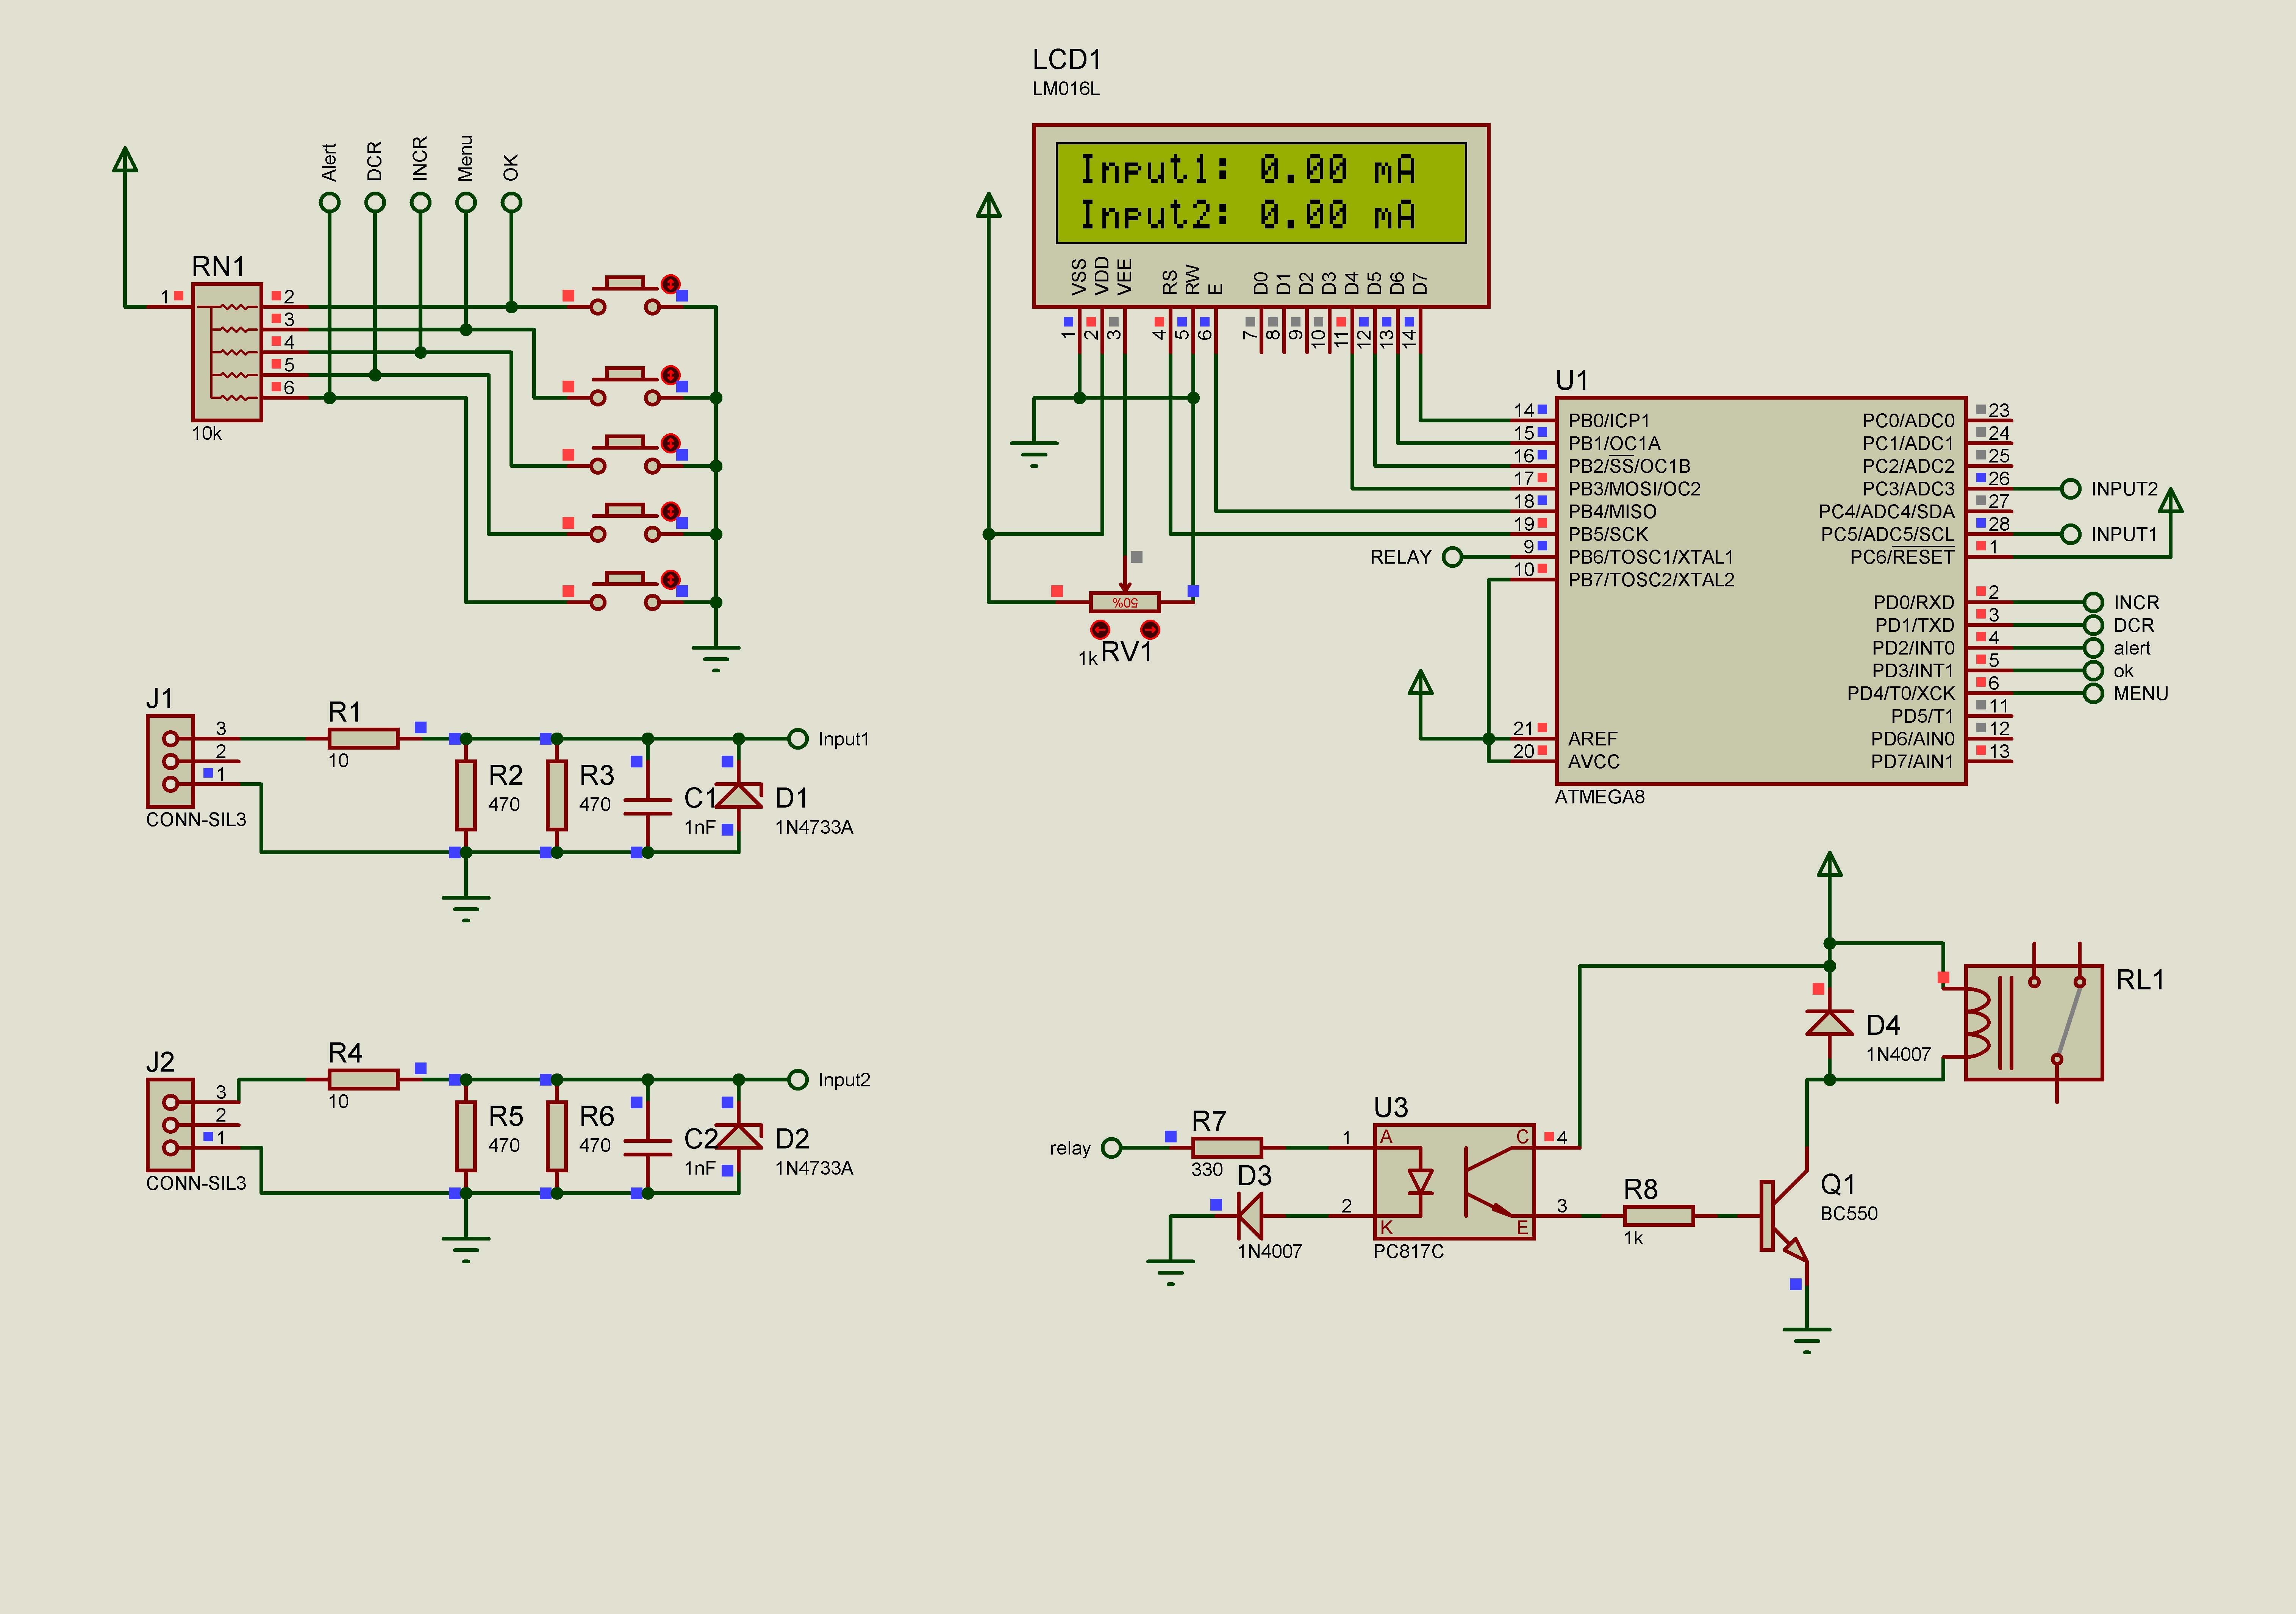 LCD1
LM016L
Input1: 0.00 mA
Input2: 0.00 mA
VSS
VDD
VEE
RS
RW
E
D0
D1
D2
D3
D4
D5
D6
D7
1
2
3
4
5
6
7
8
9
10
11
12
13
14
Alert
DCR
INCR
Menu
OK
RN1
1
2
3
4
5
6
10k
50%
1k
RV1
U1
14
PB0/ICP1
15
PB1/OC1A
16
PB2/SS/OC1B
17
PB3/MOSI/OC2
18
PB4/MISO
19
PB5/SCK
RELAY
9
PB6/TOSC1/XTAL1
10
PB7/TOSC2/XTAL2
21
AREF
20
AVCC
PC0/ADC0
23
PC1/ADC1
24
PC2/ADC2
25
PC3/ADC3
26
INPUT2
PC4/ADC4/SDA
27
PC5/ADC5/SCL
28
INPUT1
PC6/RESET
1
PD0/RXD
2
INCR
PD1/TXD
3
DCR
PD2/INT0
4
alert
PD3/INT1
5
ok
PD4/T0/XCK
6
MENU
PD5/T1
11
PD6/AIN0
12
PD7/AIN1
13
ATMEGA8
J1
3
2
1
CONN-SIL3
R1
10
R2
470
R3
470
C1
1nF
D1
1N4733A
Input1
J2
3
2
1
CONN-SIL3
R4
10
R5
470
R6
470
C2
1nF
D2
1N4733A
Input2
relay
R7
330
D3
1N4007
U3
1
A
C
4
2
K
E
3
PC817C
R8
1k
Q1
BC550
D4
1N4007
RL1